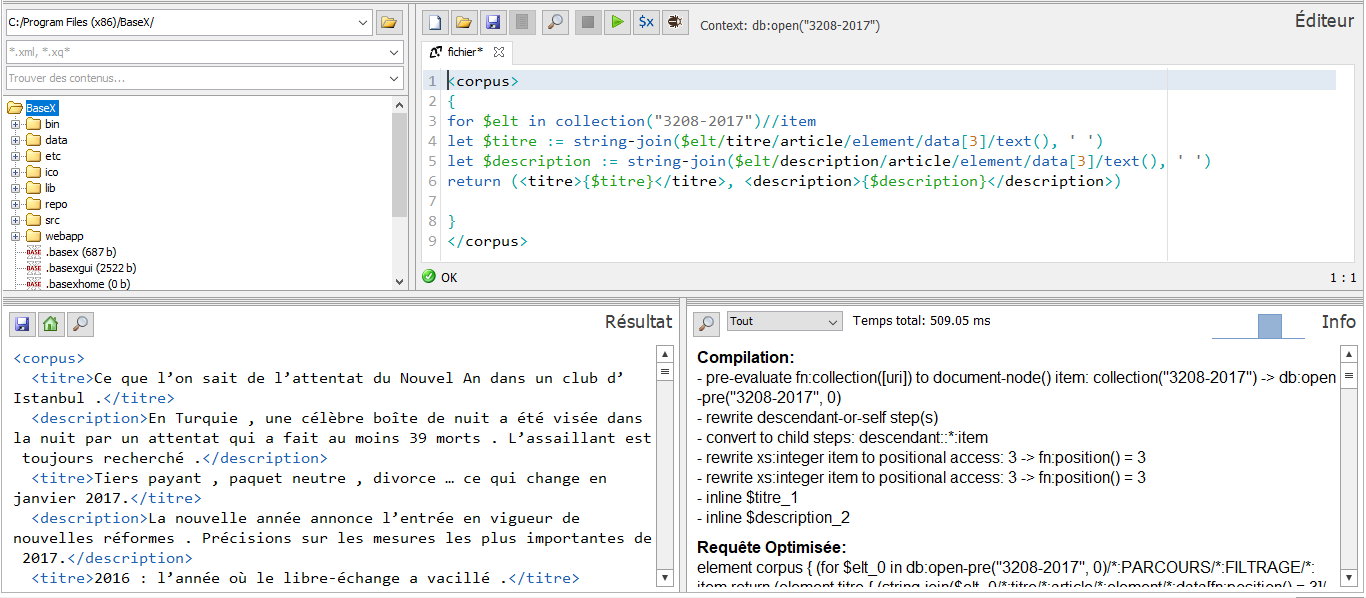 C:/Program Files (x86)/BaseX/
*.xml, *.xq*
Trouver des contenus...
BaseX
bin
data
etc
ico
lib
repo
src
webapp
.basex (687 b)
.basexgui (2522 b)
.basexhome (0 b)
$x
Context: db:open("3208-2017")
Éditeur
fichier*
1 <corpus>
2 {
3 for $elt in collection("3208-2017")//item
4 let $titre := string-join($elt/titre/article/element/data[3]/text(), ' ')
5 let $description := string-join($elt/description/article/element/data[3]/text(), ' ')
6 return (<titre>{$titre}</titre>, <description>{$description}</description>)
7
8 }
9 </corpus>
OK
1 : 1
Résultat
<corpus>
<titre>Ce que l’on sait de l’attentat du Nouvel An dans un club d’
Istanbul .</titre>
<description>En Turquie , une célèbre boîte de nuit a été visée dans
la nuit par un attentat qui a fait au moins 39 morts . L’assaillant est
toujours recherché .</description>
<titre>Tiers payant , paquet neutre , divorce … ce qui change en
janvier 2017.</titre>
<description>La nouvelle année annonce l’entrée en vigueur de
nouvelles réformes . Précisions sur les mesures les plus importantes de
2017.</description>
<titre>2016 : l’année où le libre-échange a vacillé .</titre>
Tout
Temps total: 509.05 ms
Info
Compilation:
- pre-evaluate fn:collection([uri]) to document-node() item: collection("3208-2017") -> db:open
-pre("3208-2017", 0)
- rewrite descendant-or-self step(s)
- convert to child steps: descendant::*:item
- rewrite xs:integer item to positional access: 3 -> fn:position() = 3
- rewrite xs:integer item to positional access: 3 -> fn:position() = 3
- inline $titre_1
- inline $description_2
Requête Optimisée:
element corpus { (for $elt_0 in db:open-pre("3208-2017", 0)/*:PARCOURS/*:FILTRAGE/*:
item return (element titre { (string-join($elt_0/*:titre/*:article/*:element/*:data[fn:position() = 3]/